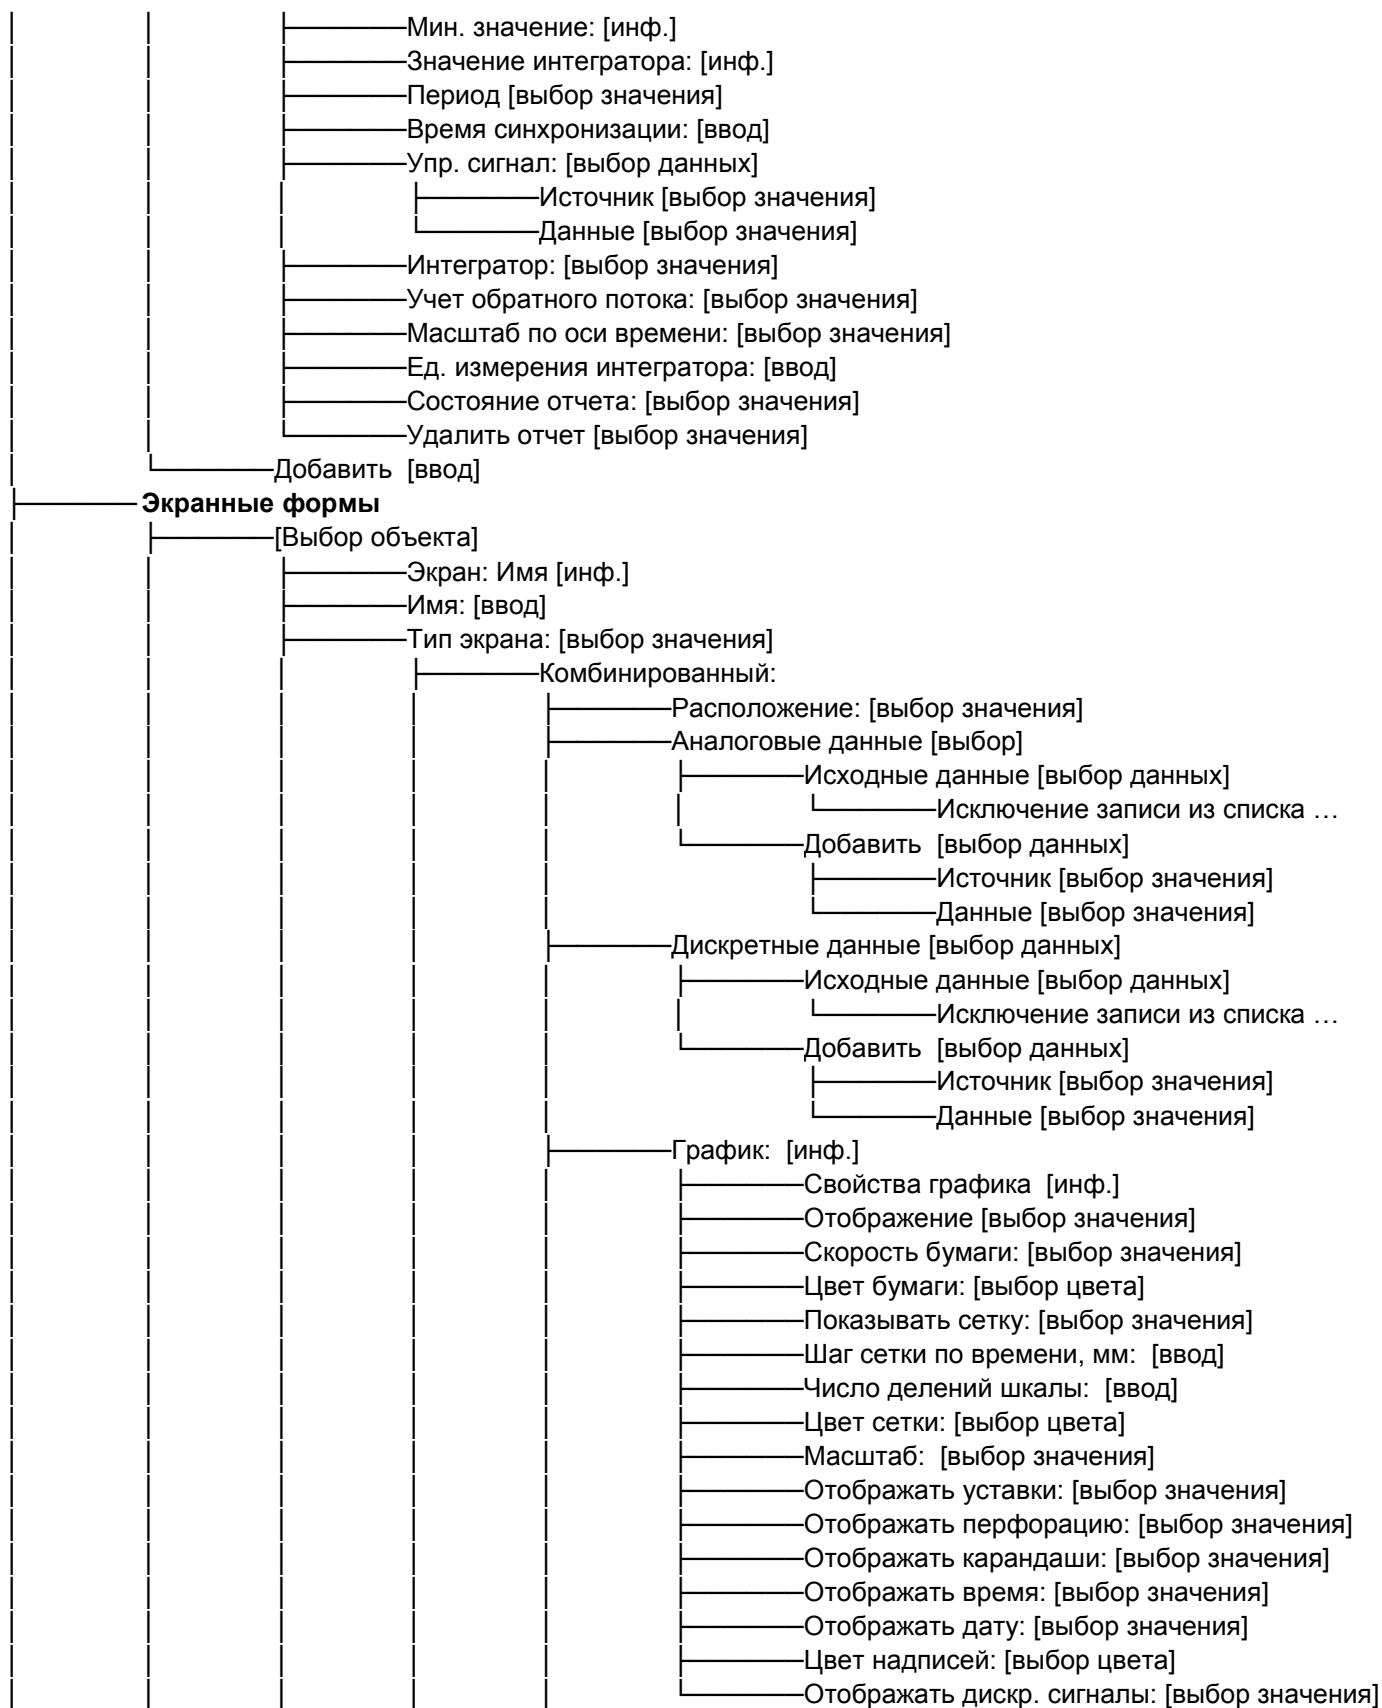 Мин. значение: [инф.]
Значение интегратора: [инф.]
Период [выбор значения]
Время синхронизации: [ввод]
Упр. сигнал: [выбор данных]
Источник [выбор значения]
Данные [выбор значения]
Интегратор: [выбор значения]
Учет обратного потока: [выбор значения]
Масштаб по оси времени: [выбор значения]
Ед. измерения интегратора: [ввод]
Состояние отчета: [выбор значения]
Удалить отчет [выбор значения]
Добавить  [ввод]
Экранные формы
[Выбор объекта]
Экран: Имя [инф.]
Имя: [ввод]
Тип экрана: [выбор значения]
Комбинированный:
Расположение: [выбор значения]
Аналоговые данные [выбор]
Исходные данные [выбор данных]
Исключение записи из списка …
Добавить  [выбор данных]
Источник [выбор значения]
Данные [выбор значения]
Дискретные данные [выбор данных]
Исходные данные [выбор данных]
Исключение записи из списка …
Добавить  [выбор данных]
Источник [выбор значения]
Данные [выбор значения]
График:  [инф.]
Свойства графика  [инф.]
Отображение [выбор значения]
Скорость бумаги: [выбор значения]
Цвет бумаги: [выбор цвета]
Показывать сетку: [выбор значения]
Шаг сетки по времени, мм:  [ввод]
Число делений шкалы:  [ввод]
Цвет сетки: [выбор цвета]
Масштаб:  [выбор значения]
Отображать уставки: [выбор значения]
Отображать перфорацию: [выбор значения]
Отображать карандаши: [выбор значения]
Отображать время: [выбор значения]
Отображать дату: [выбор значения]
Цвет надписей: [выбор цвета]
Отображать дискр. сигналы: [выбор значения]